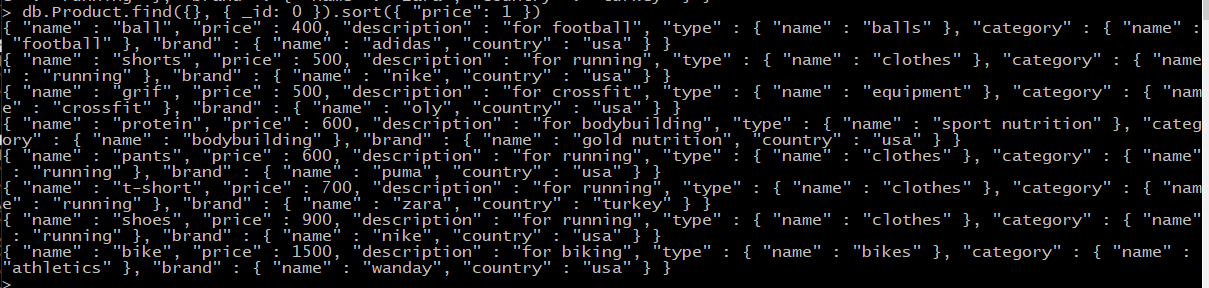 > db.Product.find({}, { _id: 0 }).sort({ "price": 1 })
{ "name" : "ball", "price" : 400, "description" : "for football", "type" : { "name" : "balls" }, "category" : { "name" :
"football" }, "brand" : { "name" : "adidas", "country" : "usa" } }
{ "name" : "shorts", "price" : 500, "description" : "for running", "type" : { "name" : "clothes" }, "category" : { "name
" : "running" }, "brand" : { "name" : "nike", "country" : "usa" } }
{ "name" : "grif", "price" : 500, "description" : "for crossfit", "type" : { "name" : "equipment" }, "category" : { "nam
e" : "crossfit" }, "brand" : { "name" : "oly", "country" : "usa" } }
{ "name" : "protein", "price" : 600, "description" : "for bodybuilding", "type" : { "name" : "sport nutrition" }, "categ
ory" : { "name" : "bodybuilding" }, "brand" : { "name" : "gold nutrition", "country" : "usa" } }
{ "name" : "pants", "price" : 600, "description" : "for running", "type" : { "name" : "clothes" }, "category" : { "name"
: "running" }, "brand" : { "name" : "puma", "country" : "usa" } }
{ "name" : "t-short", "price" : 700, "description" : "for running", "type" : { "name" : "clothes" }, "category" : { "nam
e" : "running" }, "brand" : { "name" : "zara", "country" : "turkey" } }
{ "name" : "shoes", "price" : 900, "description" : "for running", "type" : { "name" : "clothes" }, "category" : { "name"
: "running" }, "brand" : { "name" : "nike", "country" : "usa" } }
{ "name" : "bike", "price" : 1500, "description" : "for biking", "type" : { "name" : "bikes" }, "category" : { "name" :
"athletics" }, "brand" : { "name" : "wanday", "country" : "usa" } }
>